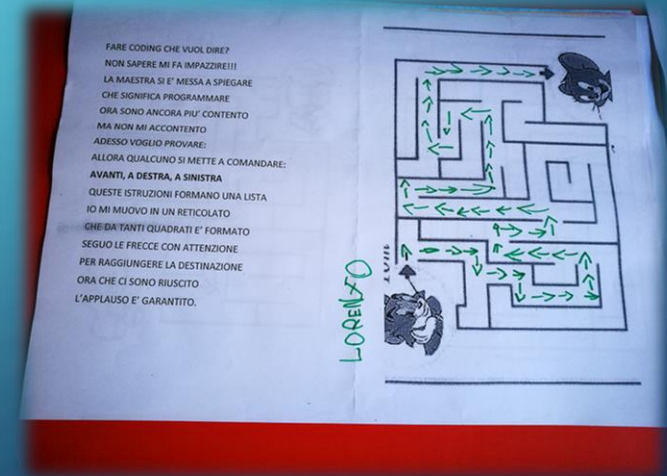 FARE CODING CHE VUOL DIRE?
NON SAPERE MI FA IMPAZZIRE!!!
LA MAESTRA SI E' MESSA A SPIEGARE
CHE SIGNIFICA PROGRAMMARE
ORA SONO ANCORA PIU' CONTENTO
MA NON MI ACCONTENTO
ADESSO VOGLIO PROVARE:
ALLORA QUALCUNO SI METTE A COMANDARE:
AVANTI, A DESTRA, A SINISTRA
QUESTE ISTRUZIONI FORMANO UNA LISTA
IO MI MUOVO IN UN RETICOLATO
CHE DA TANTI QUADRATI E' FORMATO
SEGUO LE FRECCE CON ATTENZIONE
PER RAGGIUNGERE LA DESTINAZIONE
ORA CHE CI SONO RIUSCITO
L'APPLAUSO E' GARANTITO.
LORENZO